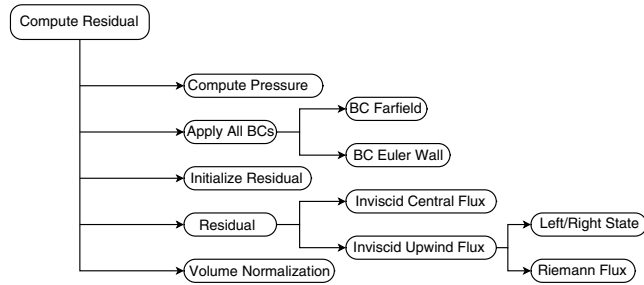 Compute Residual
Compute Pressure
Apply All BCs
BC Farfield
BC Euler Wall
Initialize Residual
Residual
Inviscid Central Flux
Inviscid Upwind Flux
Left/Right State
Riemann Flux
Volume Normalization